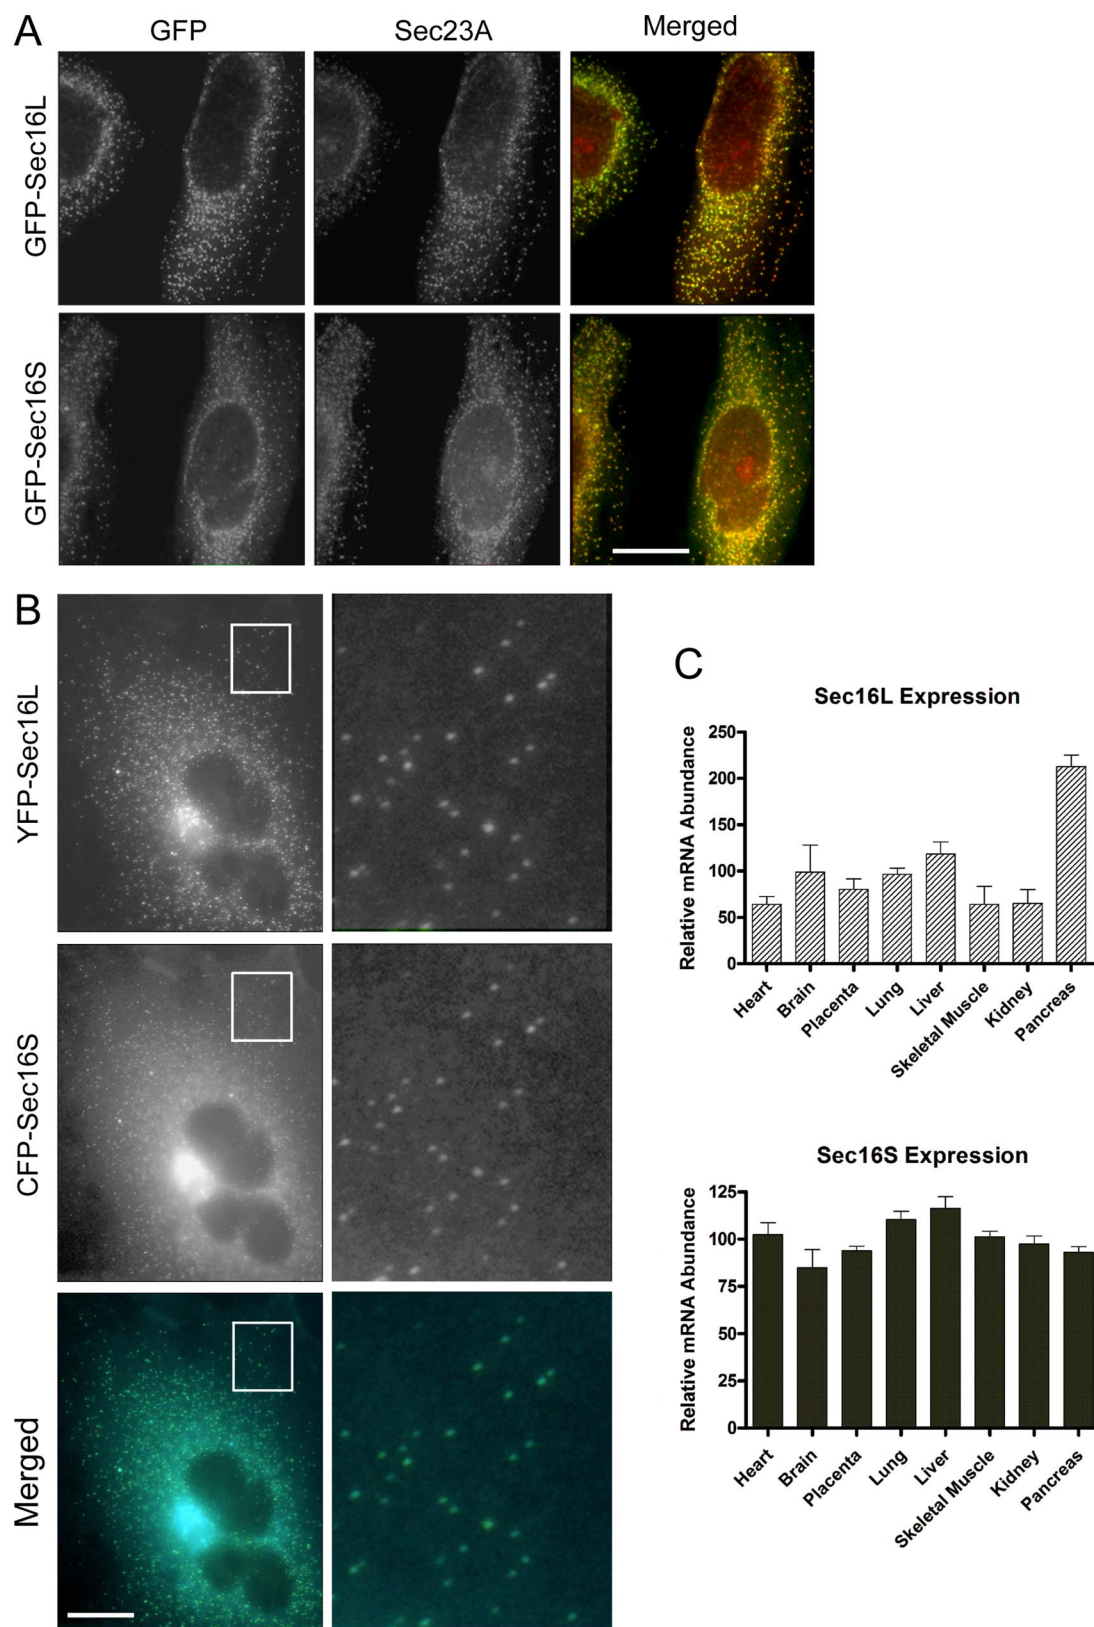 A
GFP
Sec23A
Merged
GFP-Sec16L
GFP-Sec16S
B
YFP-Sec16L
CFP-Sec16S
Merged
C
Sec16L Expression
Relative mRNA Abundance
250
200
150
100
50
0
Heart
Brain
Placenta
Lung
Liver
Skeletal Muscle
Kidney
Pancreas
Sec16S Expression
Relative mRNA Abundance
125
100
75
50
25
0
Heart
Brain
Placenta
Lung
Liver
Skeletal Muscle
Kidney
Pancreas